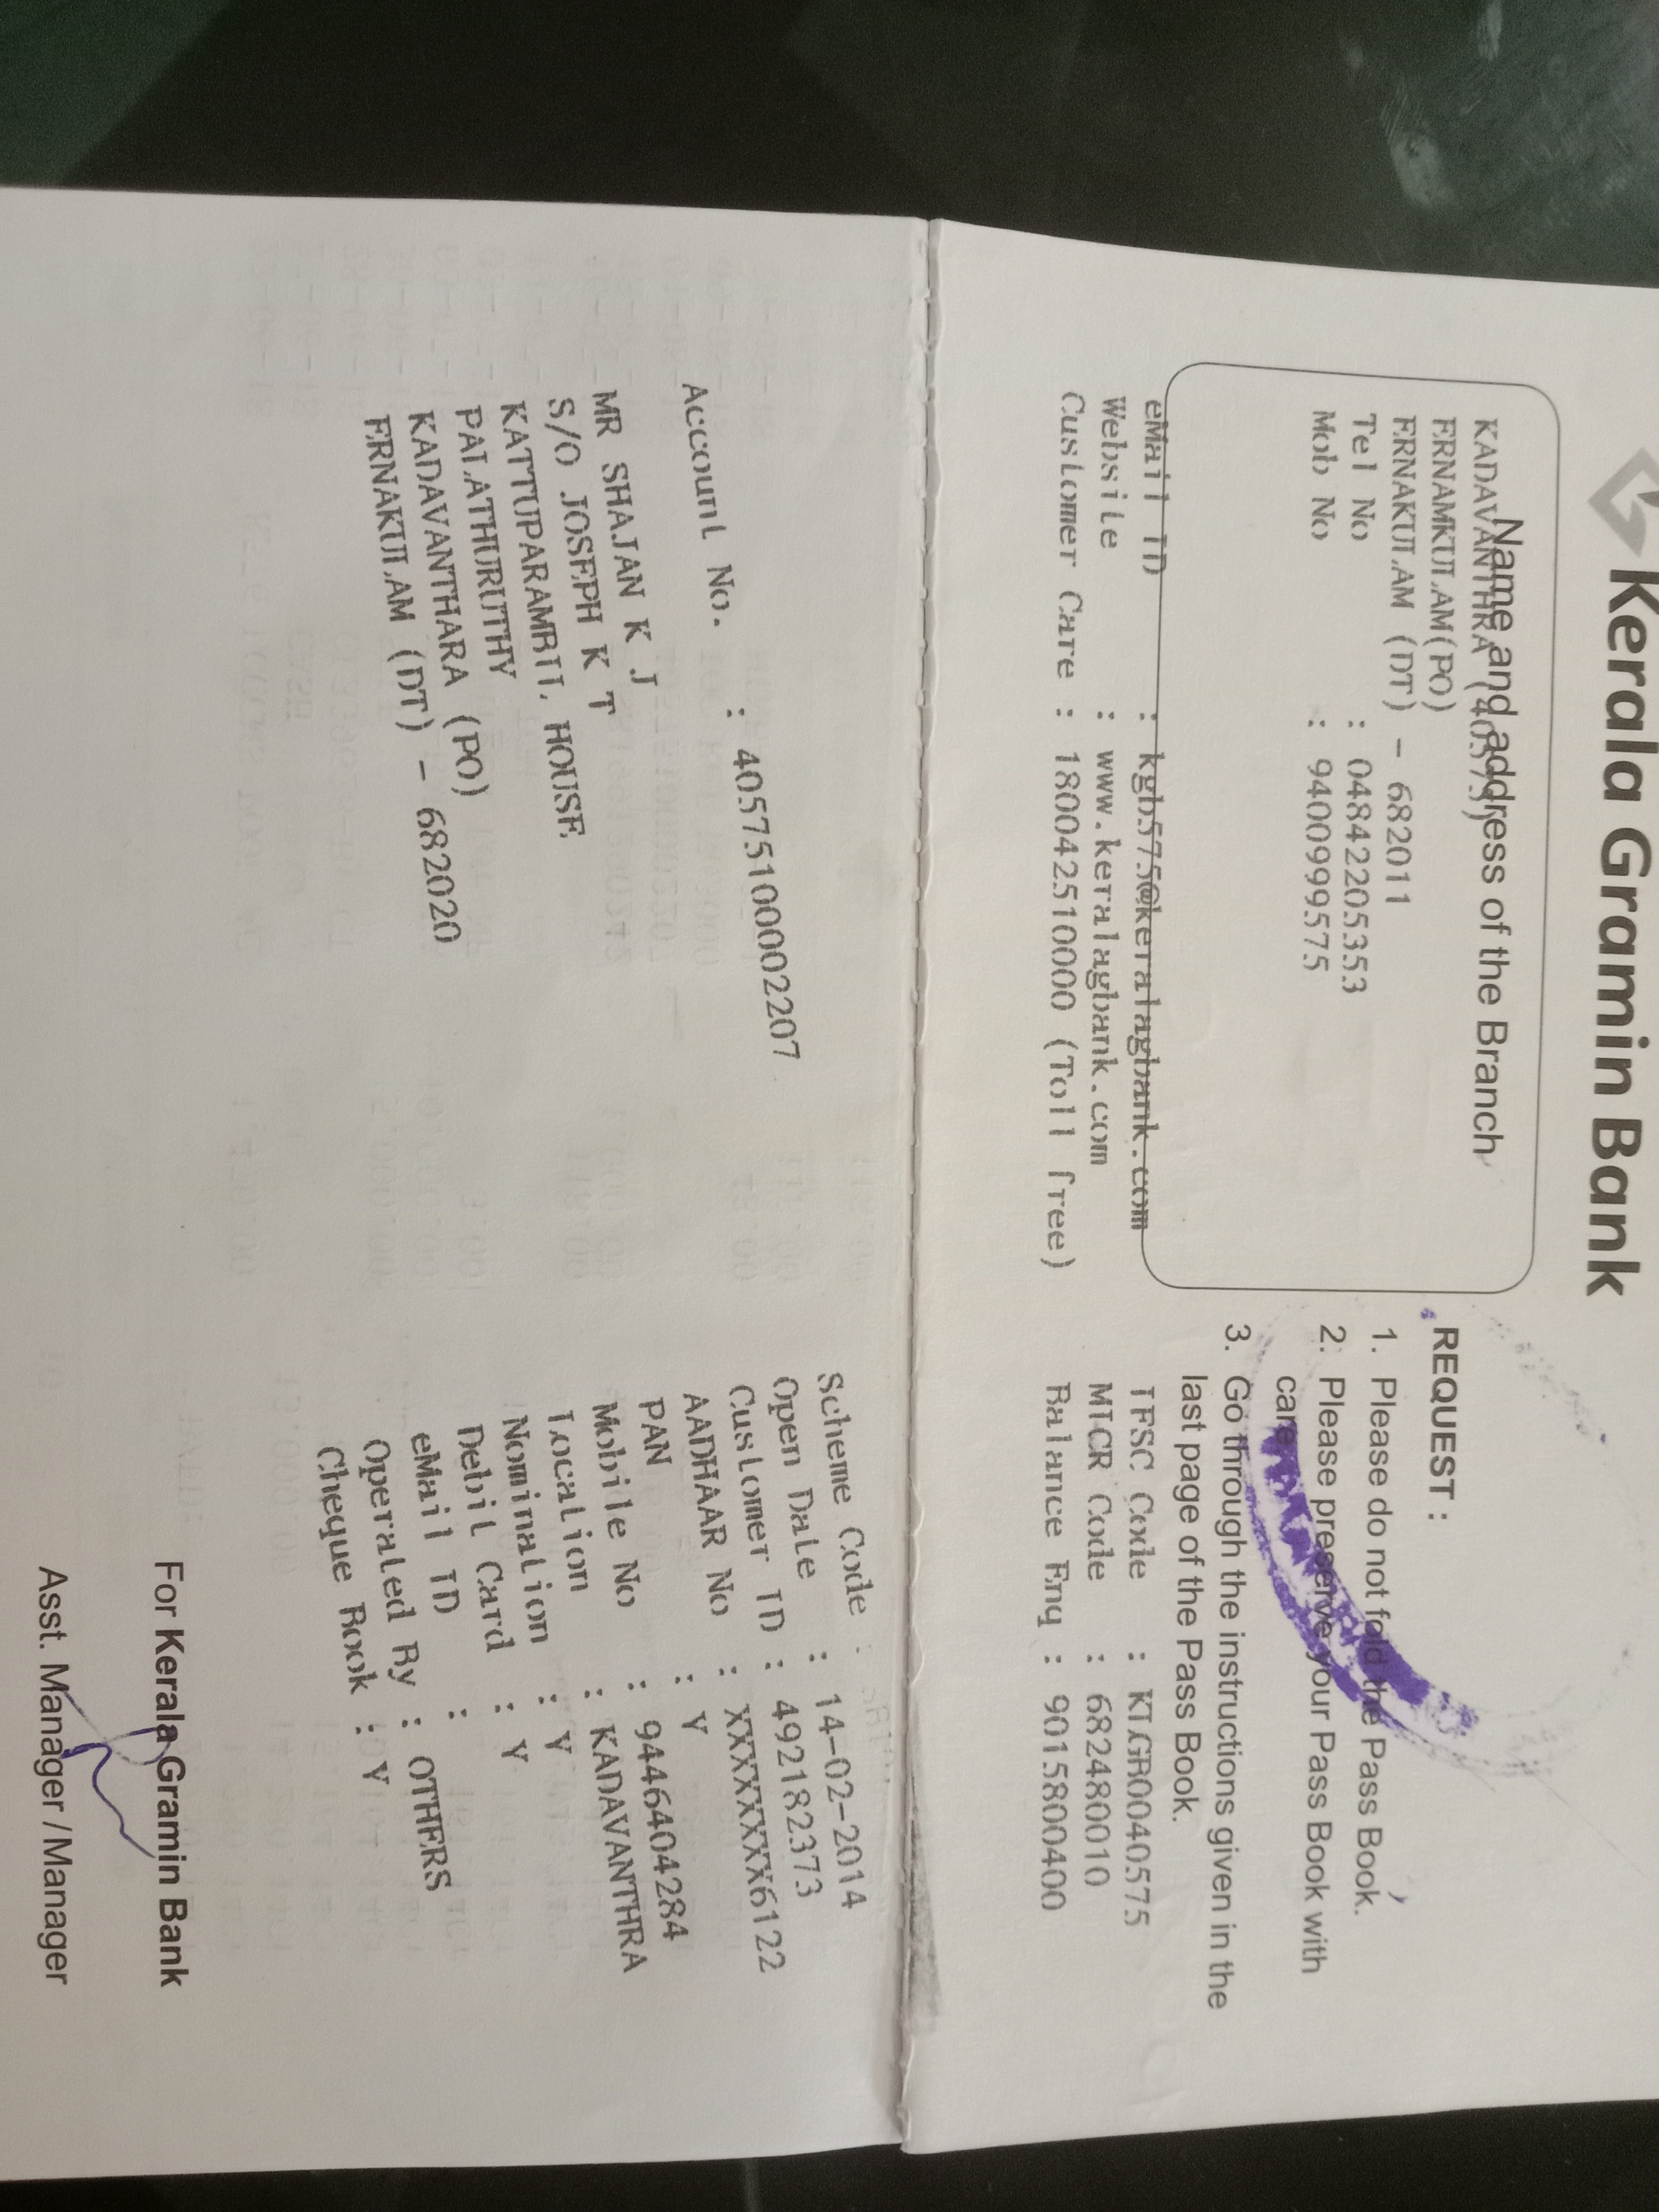 Kerala Gramin Bank
Name and address of the Branch
KADAVANTHRA (40575)
ERNAMKULAM(PO)
ERNAKULAM (DT) - 682011
Tel No : 04842205353
Mob No : 9400999575
eMail ID : kgb575@keralagbank.com
Website : www.keralagbank.com
Customer Care : 180042510000 (Toll free)
REQUEST :
1. Please do not fold the Pass Book.
2. Please preserve your Pass Book with
care
3. Go through the instructions given in the
last page of the Pass Book.
IFSC Code : KLGB0040575
MICR Code : 682480010
Balance Enq : 9015800400
Account No. : 40575100002207
MR SHAJAN K J
S/O JOSEPH K T
KATTUPARAMBIL HOUSE
PALATHURUTHY
KADAVANTHARA (PO)
ERNAKULAM (DT) - 682020
Scheme Code :
Open Date : 14-02-2014
Customer ID : 492182373
AADHAAR No : XXXXXXXX6122
PAN : Y
Mobile No : 9446404284
Location : KADAVANTHRA
Nomination : Y
Debit Card : Y
eMail ID :
Operated By : OTHERS
Cheque Book : Y
For Kerala Gramin Bank
Asst. Manager / Manager